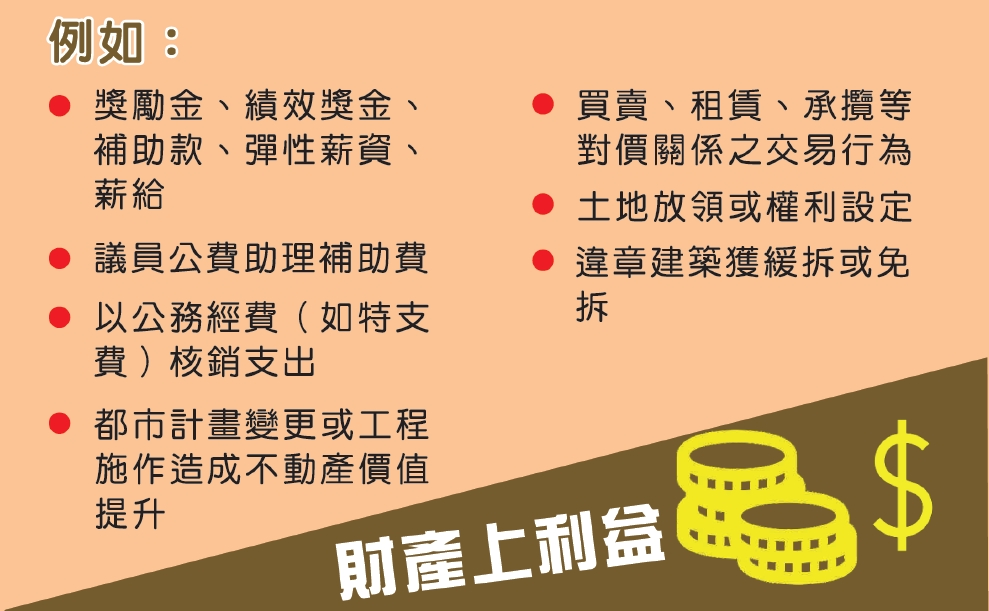 例如：
● 獎勵金、績效獎金、
補助款、彈性薪資、
薪給
● 議員公費助理補助費
● 以公務經費（如特支
費）核銷支出
● 都市計畫變更或工程
施作造成不動產價值
提升
● 買賣、租賃、承攬等
對價關係之交易行為
● 土地放領或權利設定
● 違章建築獲緩拆或免
拆
財產上利益
$